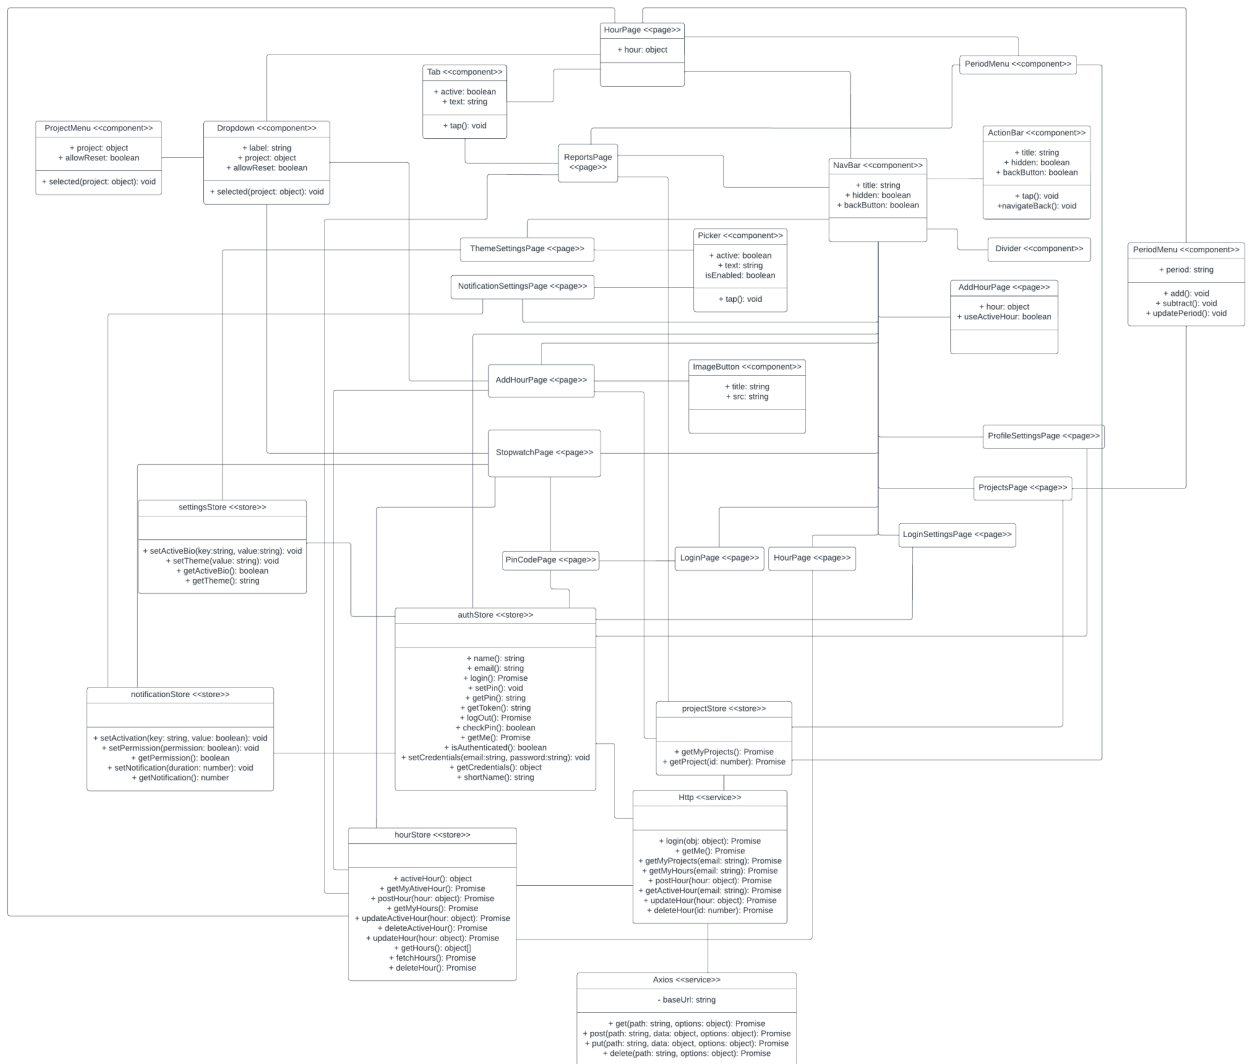 HourPage <<page>>
+ hour: object
Tab <<component>>
+ active: boolean
+ text: string
+ tap(): void
PeriodMenu <<component>>
ProjectMenu <<component>>
+ project: object
+ allowReset: boolean
+ selected(project: object): void
Dropdown <<component>>
+ label: string
+ project: object
+ allowReset: boolean
+ selected(project: object): void
ReportsPage
<<page>>
NavBar <<component>>
+ title: string
+ hidden: boolean
+ backButton: boolean
ActionBar <<component>>
+ title: string
+ hidden: boolean
+ backButton: boolean
+ tap(): void
+navigateBack(): void
ThemeSettingsPage <<page>>
Picker <<component>>
+ active: boolean
+ text: string
isEnabled: boolean
+ tap(): void
Divider <<component>>
PeriodMenu <<component>>
+ period: string
+ add(): void
+ subtract(): void
+ updatePeriod(): void
NotificationSettingsPage <<page>>
AddHourPage <<page>>
+ hour: object
+ useActiveHour: boolean
AddHourPage <<page>>
ImageButton <<component>>
+ title: string
+ src: string
StopwatchPage <<page>>
ProfileSettingsPage <<page>>
ProjectsPage <<page>>
settingsStore <<store>>
+ setActiveBio(key:string, value:string): void
+ setTheme(value: string): void
+ getActiveBio(): boolean
+ getTheme(): string
PinCodePage <<page>>
LoginPage <<page>>
HourPage <<page>>
LoginSettingsPage <<page>>
authStore <<store>>
+ name(): string
+ email(): string
+ login(): Promise
+ setPin(): void
+ getPin(): string
+ getToken(): string
+ logOut(): Promise
+ checkPin(): boolean
+ getMe(): Promise
+ isAuthenticated(): boolean
+ setCredentials(email:string, password:string): void
+ getCredentials(): object
+ shortName(): string
notificationStore <<store>>
+ setActivation(key: string, value: boolean): void
+ setPermission(permission: boolean): void
+ getPermission(): boolean
+ setNotification(duration: number): void
+ getNotification(): number
projectStore <<store>>
+ getMyProjects(): Promise
+ getProject(id: number): Promise
Http <<service>>
+ login(obj: object): Promise
+ getMe(): Promise
+ getMyProjects(email: string): Promise
+ getMyHours(email: string): Promise
+ postHour(hour: object): Promise
+ getActiveHour(email: string): Promise
+ updateHour(hour: object): Promise
+ deleteHour(id: number): Promise
hourStore <<store>>
+ activeHour(): object
+ getMyAtiveHour(): Promise
+ postHour(hour: object): Promise
+ getMyHours(): Promise
+ updateActiveHour(hour: object): Promise
+ deleteActiveHour(): Promise
+ updateHour(hour: object): Promise
+ getHours(): object[]
+ fetchHours(): Promise
+ deleteHour(): Promise
Axios <<service>>
- baseUrl: string
+ get(path: string, options: object): Promise
+ post(path: string, data: object, options: object): Promise
+ put(path: string, data: object, options: object): Promise
+ delete(path: string, options: object): Promise